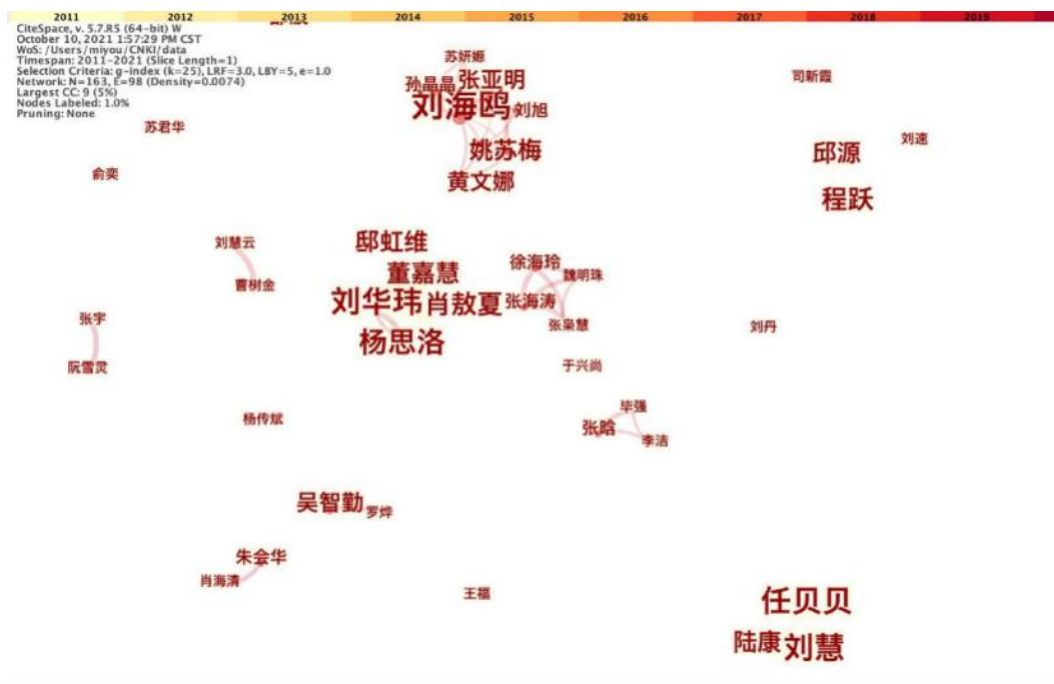 2011 2012 2013 2014 2015 2016 2017 2018 2019
CiteSpace, v. 5.7.R5 (64-bit) W
October 10, 2021 1:57:29 PM CST
WoS: /Users/miyou/CNKI/data
Timespan: 2011-2021 (Slice Length=1)
Selection Criteria: g-index (k=25), LRF=3.0, LBY=5, e=1.0
Network: N=163, E=98 (Density=0.0074)
Largest CC: 9 (5%)
Nodes Labeled: 1.0%
Pruning: None
苏妍嫄
孙晶晶 张亚明
司新霞
刘海鸥 刘旭
苏君华
刘速
姚苏梅
邱源
俞奕
黄文娜
程跃
刘慧云
邸虹维
徐海玲
董嘉慧
魏明珠
曹树金
刘华玮 肖敖夏 张海涛
张宇
张枭慧
刘丹
杨思洛
阮雪灵
于兴尚
毕强
杨传斌
张晗
李洁
吴智勤
罗烨
朱会华
肖海清
王福
任贝贝
陆康 刘慧